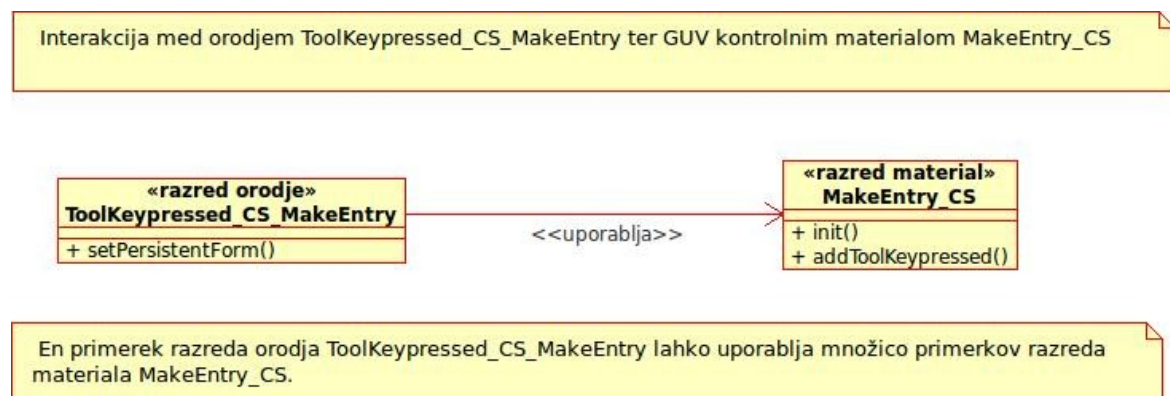 Interakcija med orodjem ToolKeypressed_CS_MakeEntry ter GUV kontrolnim materialom MakeEntry_CS
«razred orodje»
ToolKeypressed_CS_MakeEntry
+ setPersistentForm()
<<uporablja>>
«razred material»
MakeEntry_CS
+ init()
+ addToolKeypressed()
En primerek razreda orodja ToolKeypressed_CS_MakeEntry lahko uporablja množico primerkov razreda
materiala MakeEntry_CS.